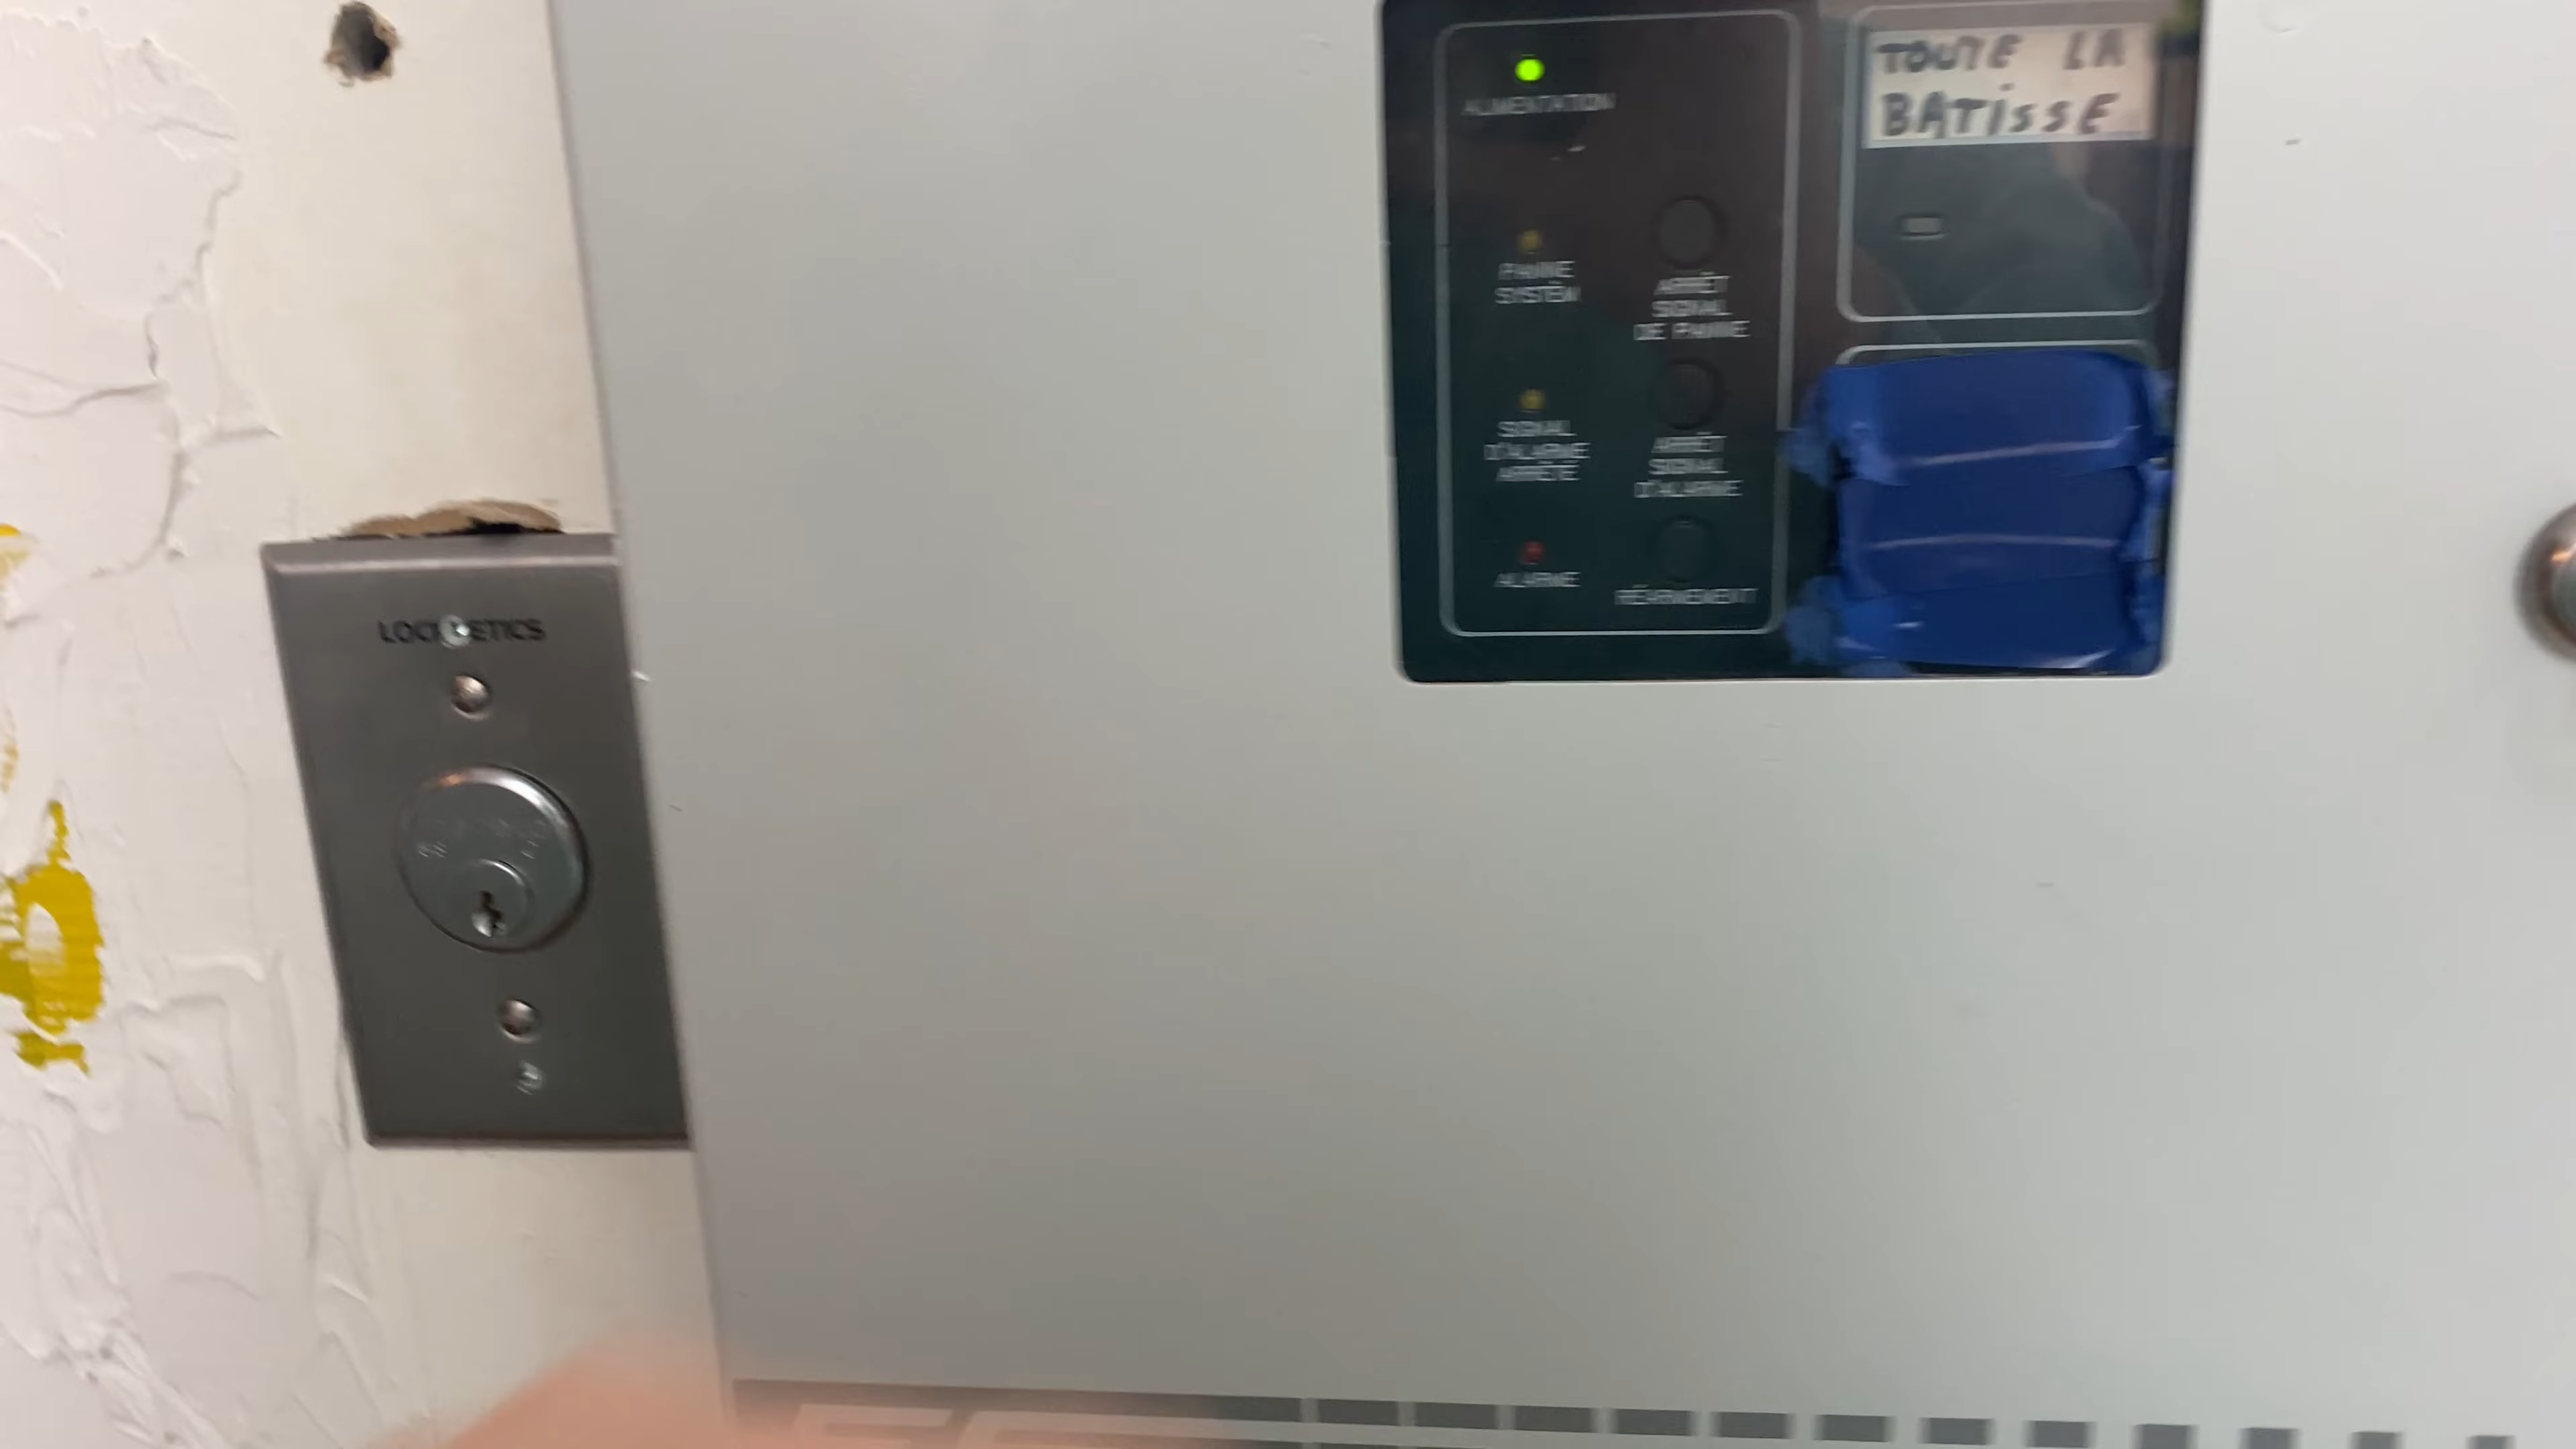 TOUTE LA
BATISSE
ALIMENTATION
PANNE
SYSTÈM
ARRÊT
SIGNAL
DE PANNE
SIGNAL
D'ALARME
ARRÊTÉ
ARRÊT
SIGNAL
D'ALARME
ALARME
RÉARMEMENT
LOCKNETICS